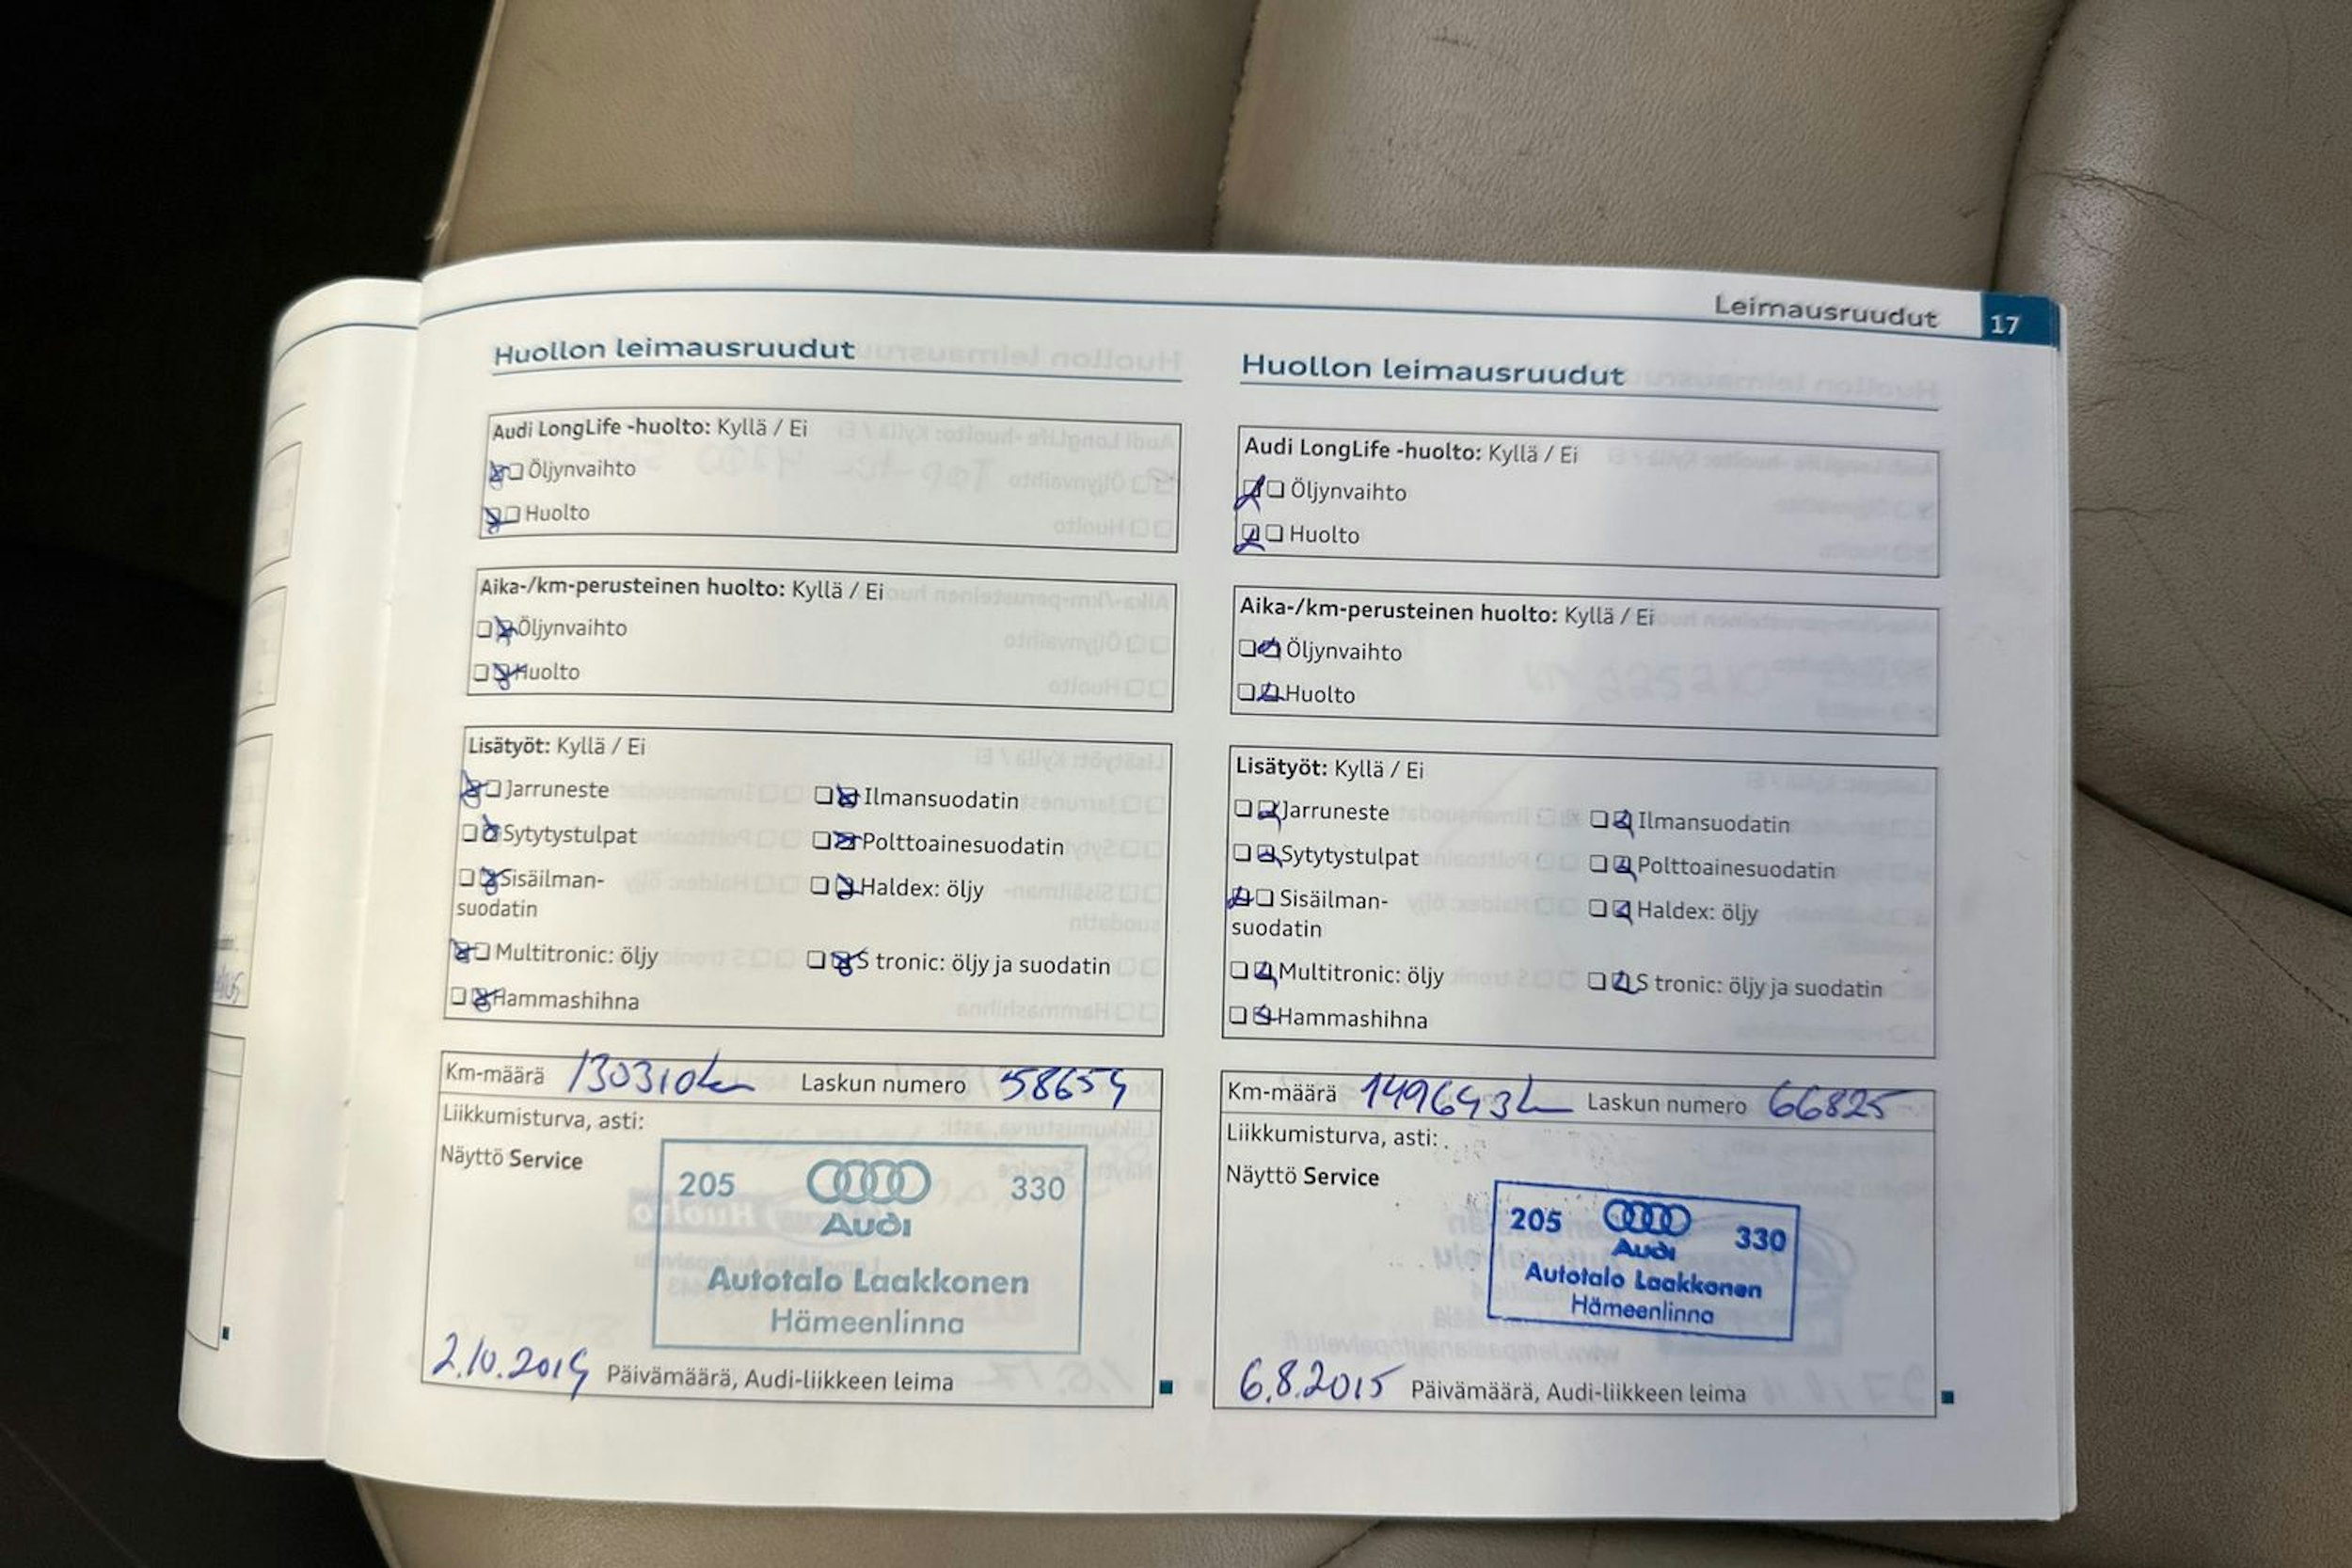 Leimausruudut 17
Huollon leimausruudut
Audi LongLife -huolto: Kyllä / Ei
Öljynvaihto
Huolto
Aika-/km-perusteinen huolto: Kyllä / Ei
Öljynvaihto
Huolto
Lisätyöt: Kyllä / Ei
Jarruneste Ilmansuodatin
Sytytystulpat Polttoainesuodatin
Sisäilman- Haldex: öljy
suodatin
Multitronic: öljy S tronic: öljy ja suodatin
Hammashihna
Km-määrä 130310km Laskun numero 58654
Liikkumisturva, asti:
Näyttö Service
205 330
Audi
Autotalo Laakkonen
Hämeenlinna
2.10.2014 Päivämäärä, Audi-liikkeen leima
Huollon leimausruudut
Audi LongLife -huolto: Kyllä / Ei
Öljynvaihto
Huolto
Aika-/km-perusteinen huolto: Kyllä / Ei
Öljynvaihto
Huolto
Lisätyöt: Kyllä / Ei
Jarruneste Ilmansuodatin
Sytytystulpat Polttoainesuodatin
Sisäilman- Haldex: öljy
suodatin
Multitronic: öljy S tronic: öljy ja suodatin
Hammashihna
Km-määrä 149643km Laskun numero 66825
Liikkumisturva, asti:
Näyttö Service
205 330
Audi
Autotalo Laakkonen
Hämeenlinna
6.8.2015 Päivämäärä, Audi-liikkeen leima